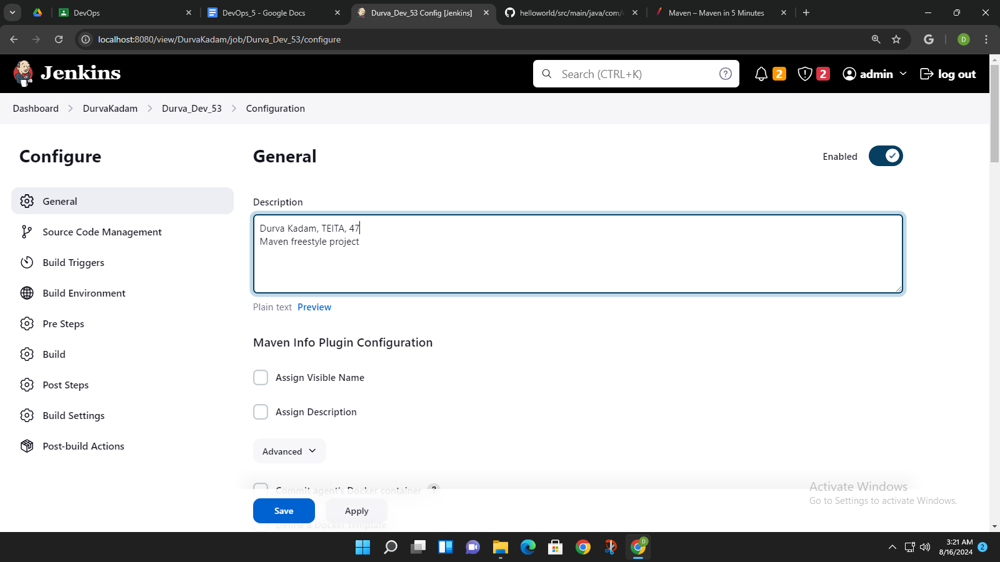 DevOps
DevOps_5 - Google Docs
Durva_Dev_53 Config [Jenkins]
helloworld/src/main/java/com/
Maven – Maven in 5 Minutes
localhost:8080/view/DurvaKadam/job/Durva_Dev_53/configure
G
D
Jenkins
Search (CTRL+K)
?
2
2
admin
log out
Dashboard
DurvaKadam
Durva_Dev_53
Configuration
Configure
General
Source Code Management
Build Triggers
Build Environment
Pre Steps
Build
Post Steps
Build Settings
Post-build Actions
General
Enabled
Description
Durva Kadam, TEITA, 47
Maven freestyle project
Plain text Preview
Maven Info Plugin Configuration
Assign Visible Name
Assign Description
Advanced
Commit agent's Docker container ?
Define a Docker template
Save
Apply
Activate Windows
Go to Settings to activate Windows.
D
3:21 AM
8/16/2024
2